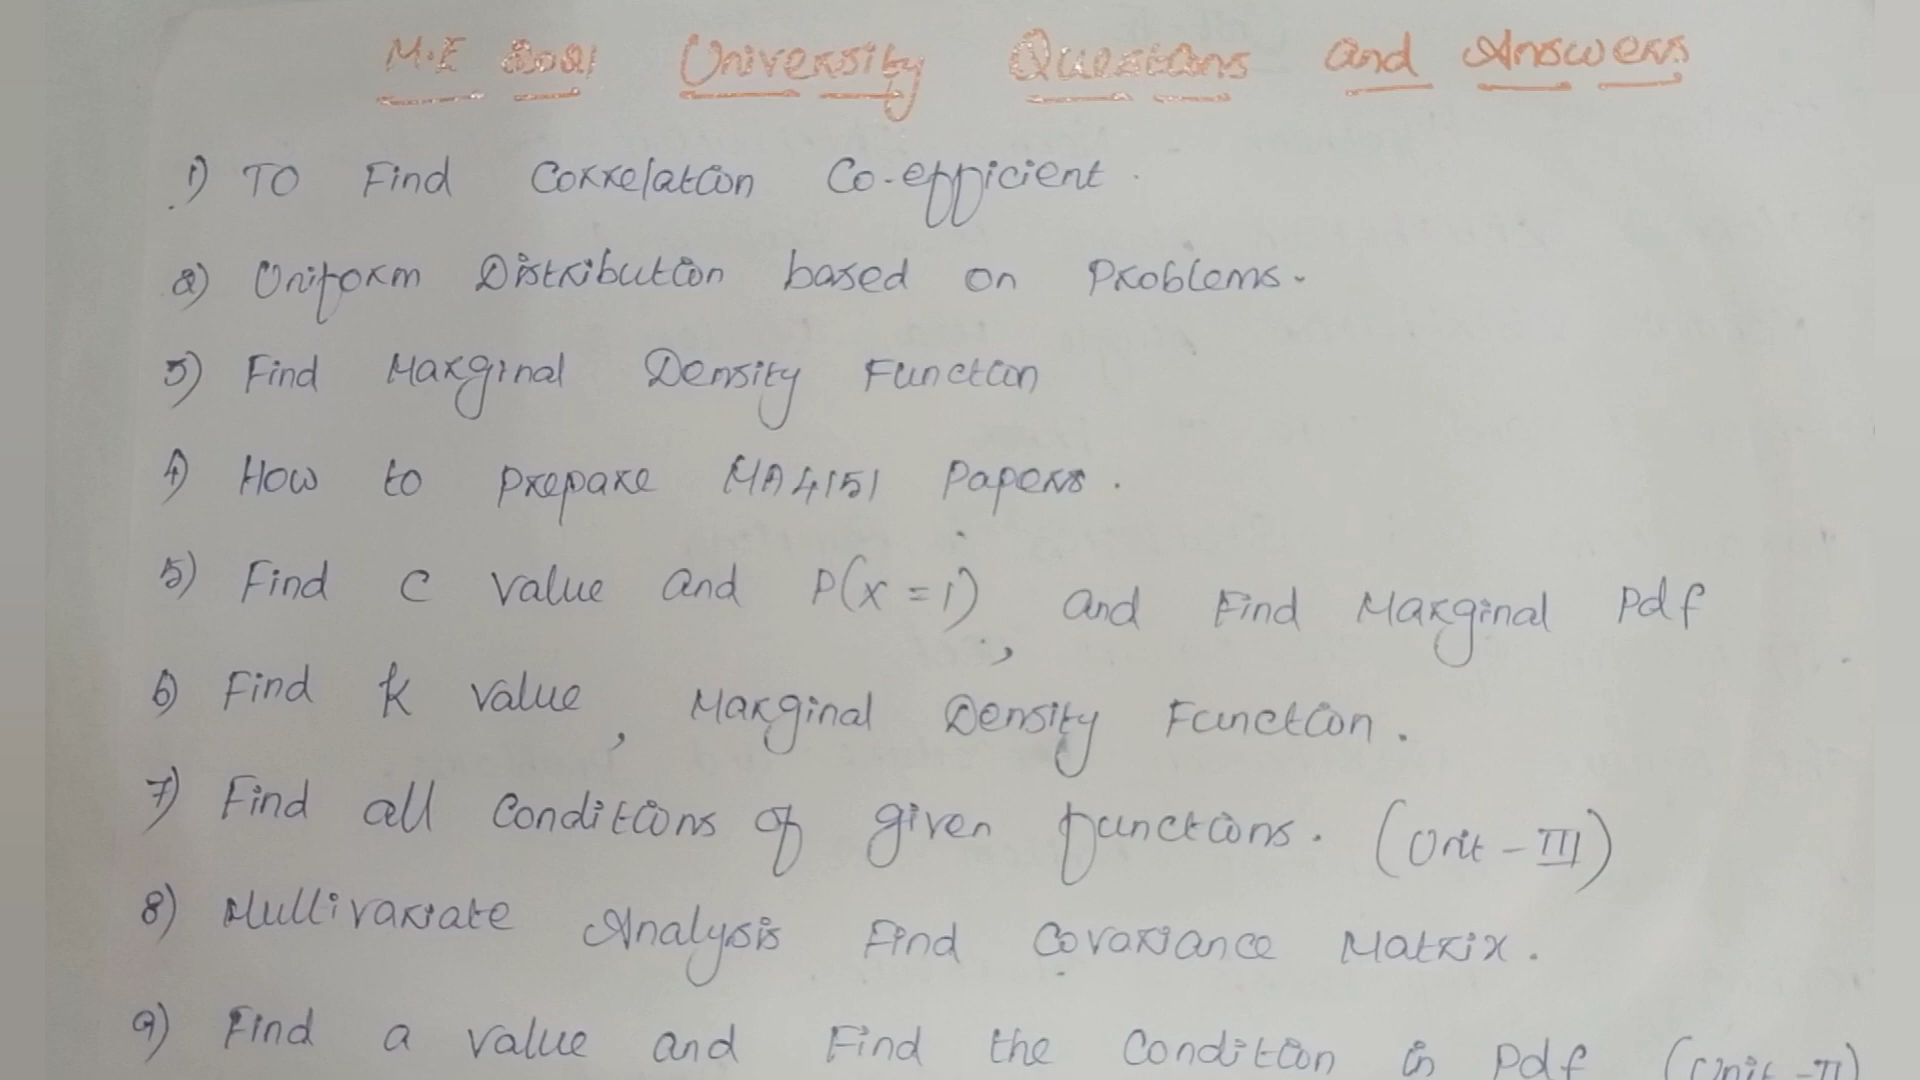 M.E 2021 University Questions and Answers
1) TO Find Correlation Co-efficient.
2) Uniform Distribution based on Problems.
3) Find Marginal Density Function
4) How to prepare MA4151 Papers.
5) Find C value and P(x=1), and Find Marginal Pdf
6) Find k value, Marginal Density Function.
7) Find all Conditions of given functions. (Unit-III)
8) Multivariate Analysis Find Covariance Matrix.
9) Find a value and Find the Condition in Pdf (Unit-II)